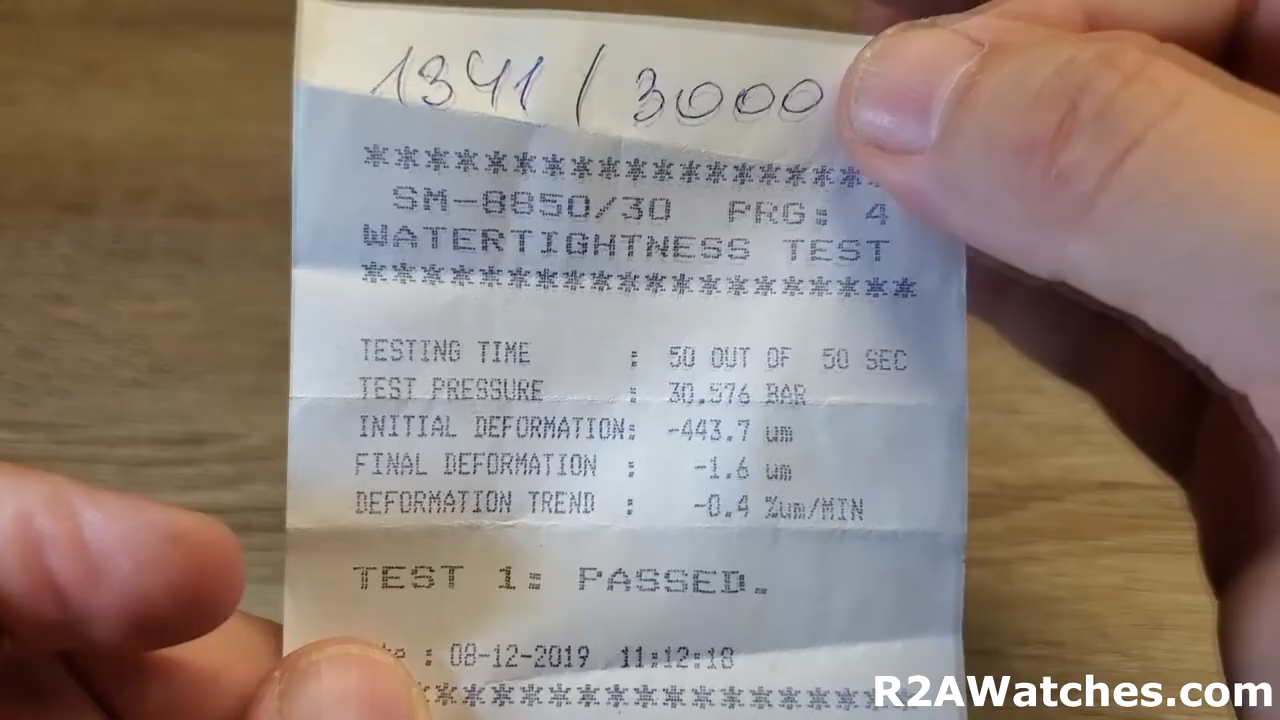 1341 / 3000
******************
SM-8850/30 PRG: 4
WATERTIGHTNESS TEST
*******************
TESTING TIME : 50 OUT OF 50 SEC
TEST PRESSURE : 30.576 BAR
INITIAL DEFORMATION: -443.7 um
FINAL DEFORMATION : -1.6 um
DEFORMATION TREND : -0.4 %um/MIN
TEST 1: PASSED.
: 08-12-2019 11:12:18
R2AWatches.com